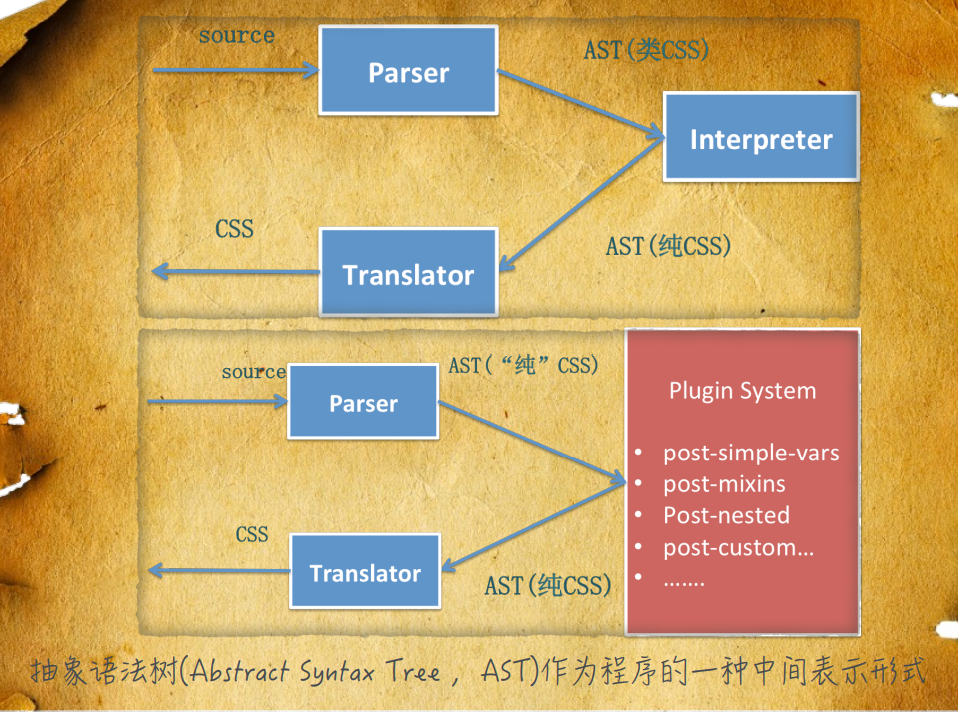 source
Parser
AST(类CSS)
Interpreter
CSS
AST(纯CSS)
Translator
source
Parser
AST(“纯”CSS)
Plugin System
• post-simple-vars
• post-mixins
• Post-nested
• post-custom…
• …….
CSS
Translator
AST(纯CSS)
抽象语法树(Abstract Syntax Tree , AST)作为程序的一种中间表示形式